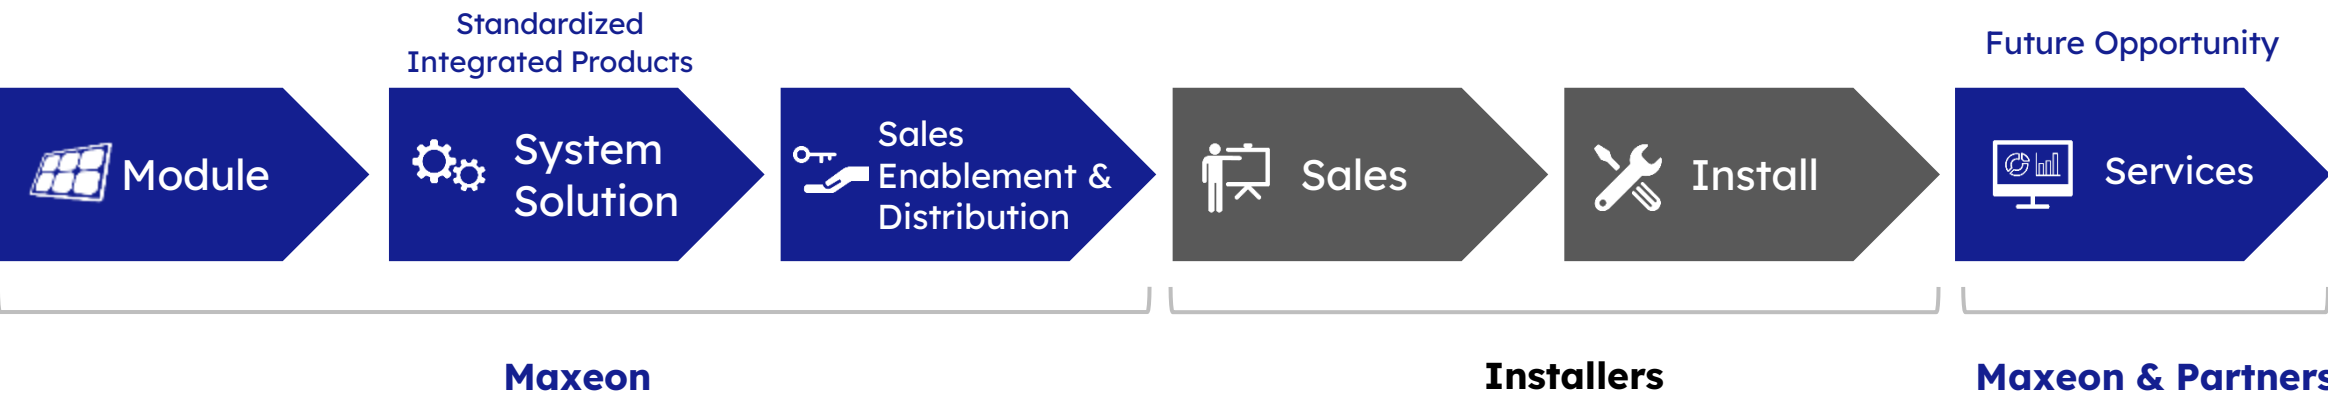 Standardized
Integrated Products
Future Opportunity
Module
System
Solution
Sales
Enablement &
Distribution
Sales
Install
Services
Maxeon
Installers
Maxeon & Partners